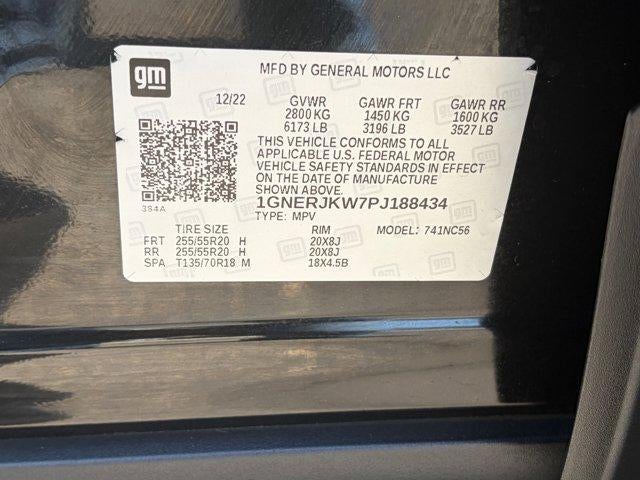 gm
MFD BY GENERAL MOTORS LLC
12/22 GVWR GAWR FRT GAWR RR
2800 KG 1450 KG 1600 KG
6173 LB 3196 LB 3527 LB
THIS VEHICLE CONFORMS TO ALL
APPLICABLE U.S. FEDERAL MOTOR
VEHICLE SAFETY STANDARDS IN EFFECT
ON THE DATE OF MANUFACTURE
SHOWN ABOVE.
384A
1GNERJKW7PJ188434
TYPE: MPV MODEL: 741NC56
TIRE SIZE RIM
FRT 255/55R20 H 20X8J
RR 255/55R20 H 20X8J
SPA T135/70R18 M 18X4.5B